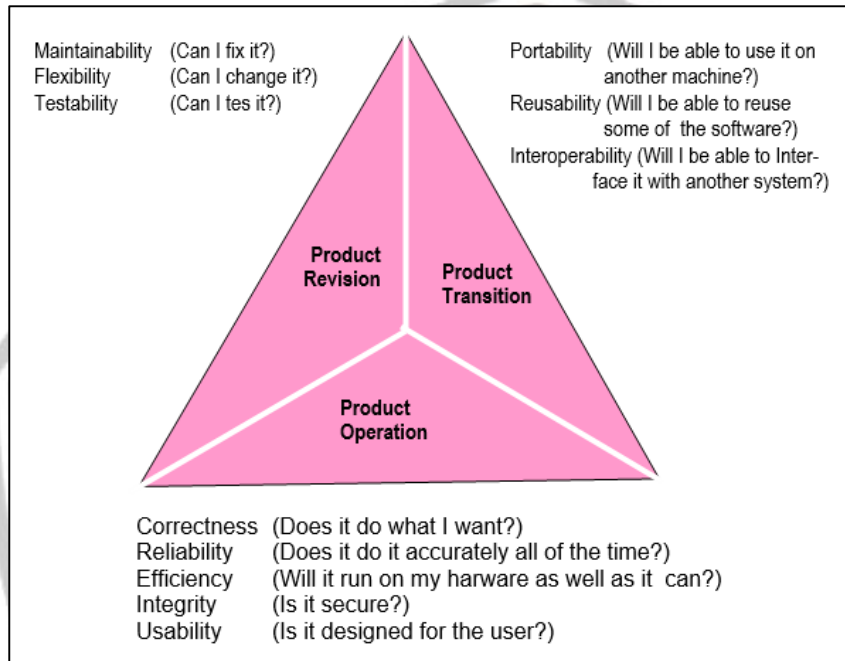 Maintainability (Can I fix it?)
Flexibility (Can I change it?)
Testability (Can I tes it?)
Portability (Will I be able to use it on
another machine?)
Reusability (Will I be able to reuse
some of the software?)
Interoperability (Will I be able to Inter-
face it with another system?)
Product
Revision
Product
Transition
Product
Operation
Correctness (Does it do what I want?)
Reliability (Does it do it accurately all of the time?)
Efficiency (Will it run on my harware as well as it can?)
Integrity (Is it secure?)
Usability (Is it designed for the user?)